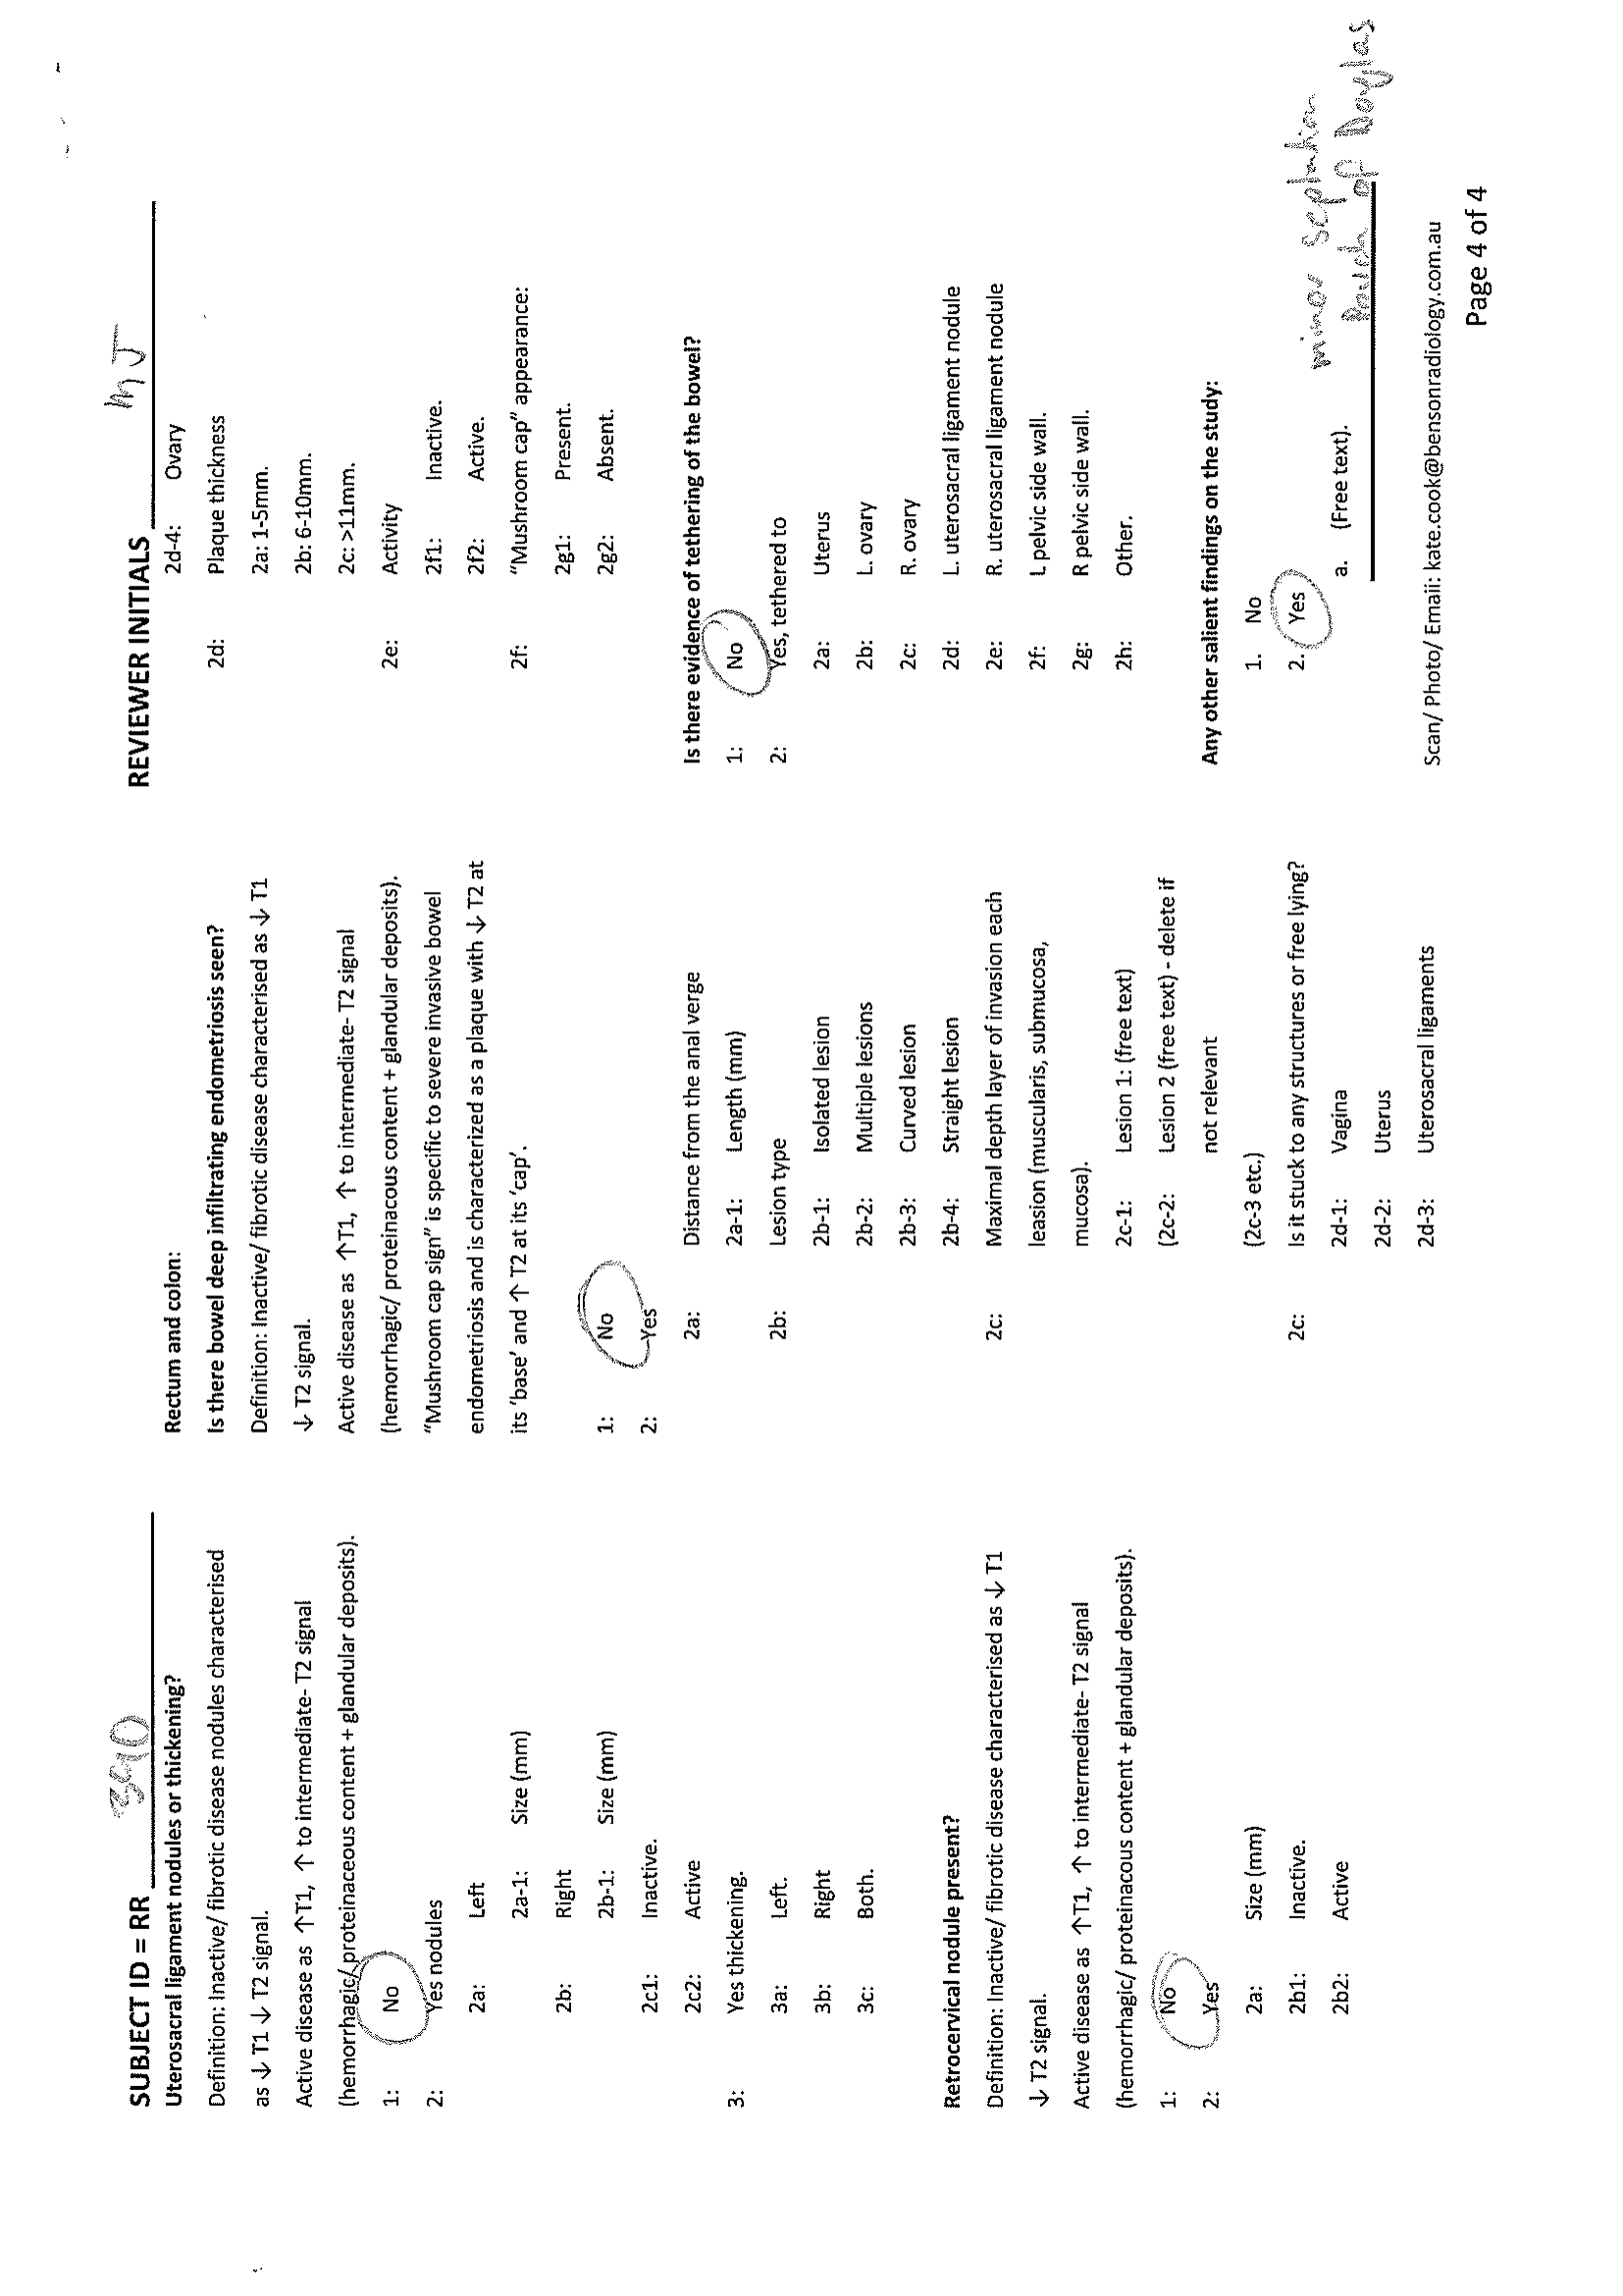 SUBJECT ID = RR
Uterosacral ligament nodules or thickening?
Definition: Inactive/ fibrotic disease nodules characterised
as ↓ T1 ↓ T2 signal.
Active disease as ↑T1, ↑ to intermediate- T2 signal
(hemorrhagic/ proteinaceous content + glandular deposits).
1: No
2: Yes nodules
2a: Left
2a-1: Size (mm)
2b: Right
2b-1: Size (mm)
2c1: Inactive.
2c2: Active
3: Yes thickening.
3a: Left.
3b: Right
3c: Both.
Retrocervical nodule present?
Definition: Inactive/ fibrotic disease characterised as ↓ T1
↓ T2 signal.
Active disease as ↑T1, ↑ to intermediate- T2 signal
(hemorrhagic/ proteinacous content + glandular deposits).
1: No
2: Yes
2a: Size (mm)
2b1: Inactive.
2b2: Active
Rectum and colon:
Is there bowel deep infiltrating endometriosis seen?
Definition: Inactive/ fibrotic disease characterised as ↓ T1
↓ T2 signal.
Active disease as ↑T1, ↑ to intermediate- T2 signal
(hemorrhagic/ proteinacous content + glandular deposits).
“Mushroom cap sign” is specific to severe invasive bowel
endometriosis and is characterized as a plaque with ↓ T2 at
its ‘base’ and ↑ T2 at its ‘cap’.
1: No
2: Yes
2a: Distance from the anal verge
2a-1: Length (mm)
2b: Lesion type
2b-1: Isolated lesion
2b-2: Multiple lesions
2b-3: Curved lesion
2b-4: Straight lesion
2c: Maximal depth layer of invasion each
leasion (muscularis, submucosa,
mucosa).
2c-1: Lesion 1: (free text)
(2c-2: Lesion 2 (free text) - delete if
not relevant
(2c-3 etc.)
2c: Is it stuck to any structures or free lying?
2d-1: Vagina
2d-2: Uterus
2d-3: Uterosacral ligaments
REVIEWER INITIALS MJ
2d-4: Ovary
2d: Plaque thickness
2a: 1-5mm.
2b: 6-10mm.
2c: >11mm.
2e: Activity
2f1: Inactive.
2f2: Active.
2f: “Mushroom cap” appearance:
2g1: Present.
2g2: Absent.
Is there evidence of tethering of the bowel?
1: No
2: Yes, tethered to
2a: Uterus
2b: L. ovary
2c: R. ovary
2d: L. uterosacral ligament nodule
2e: R. uterosacral ligament nodule
2f: L pelvic side wall.
2g: R pelvic side wall.
2h: Other.
Any other salient findings on the study:
1. No
2. Yes
a. (Free text). minor septation
Pouch of Douglas
Scan/ Photo/ Email: kate.cook@bensonradiology.com.au
Page 4 of 4